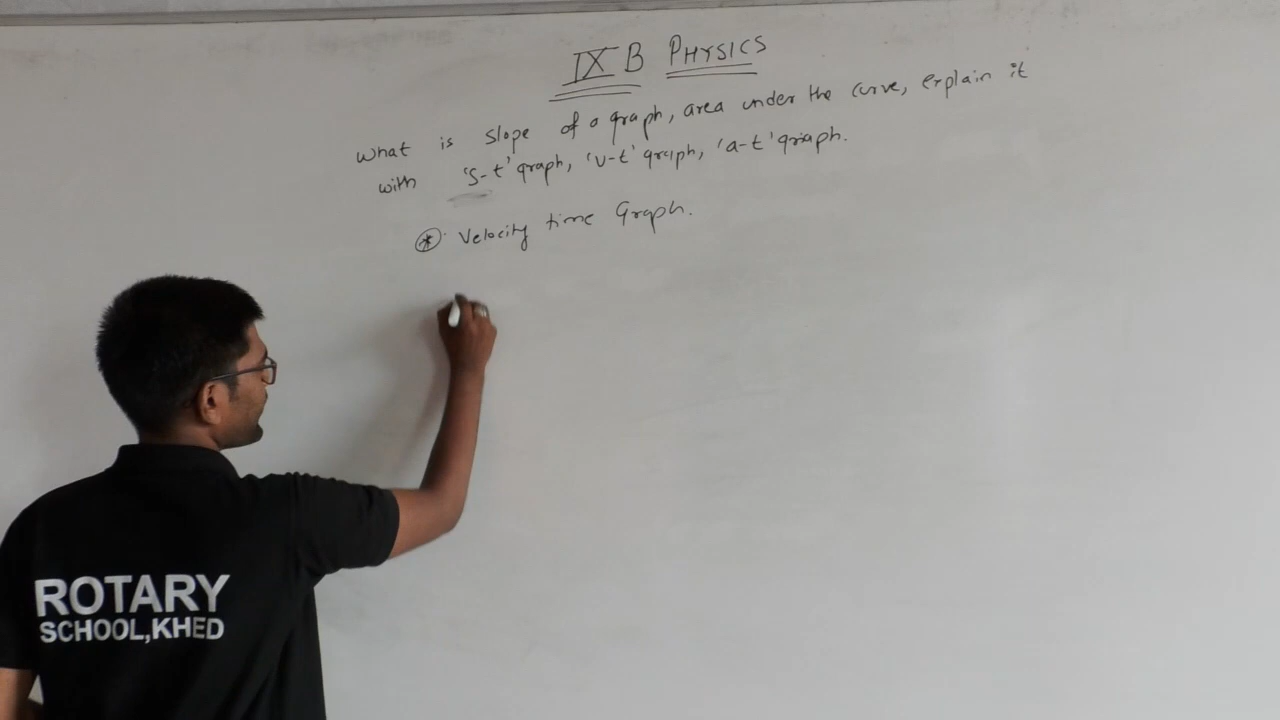 IX B PHYSICS
What is slope of a graph, area under the curve, explain it
with 's-t' graph, 'v-t' graph, 'a-t' graph.
* Velocity time Graph.
ROTARY
SCHOOL,KHED